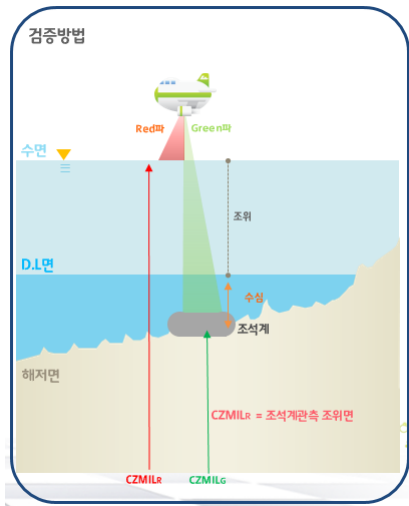 검증방법
Red파
Green파
수면
조위
D.L면
수심
조석계
해저면
CZMILR = 조석계관측 조위면
CZMILR
CZMILG